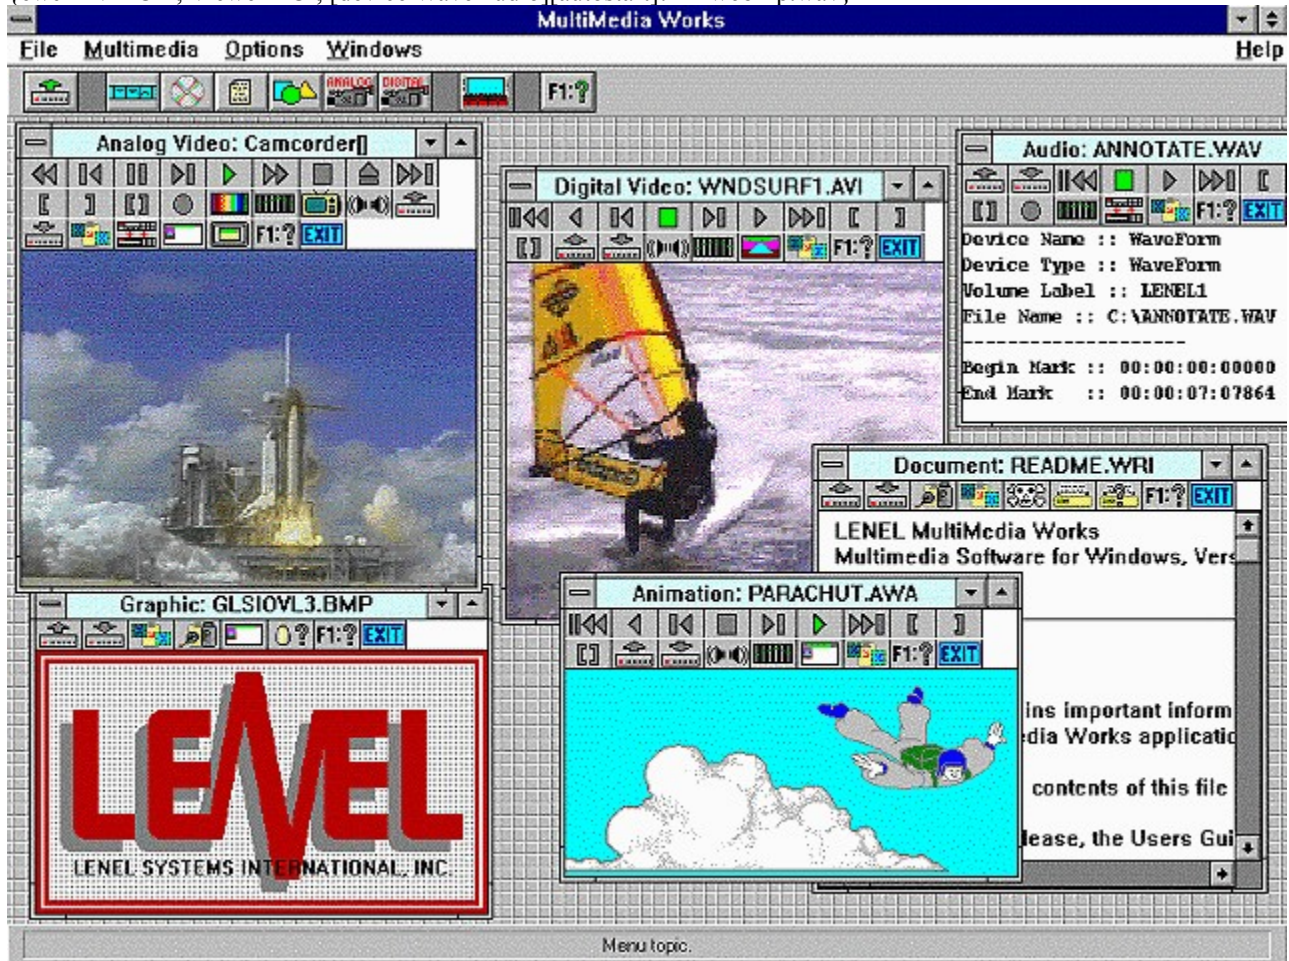 MultiMedia Works
File Multimedia Options Windows Help
ANALOG DIGITAL F1:?
Analog Video: Camcorder[]
F1:? EXIT
Digital Video: WNDSURF1.AVI
F1:? EXIT
Audio: ANNOTATE.WAV
F1:? EXIT
Device Name :: WaveForm
Device Type :: WaveForm
Volume Label :: LENEL1
File Name :: C:\ANNOTATE.WAV
-------------------
Begin Mark :: 00:00:00:00000
End Mark :: 00:00:07:07864
Document: README.WRI
F1:? EXIT
LENEL MultiMedia Works
Multimedia Software for Windows, Vers
ins important inform
edia Works applicatio
contents of this file
lease, the Users Gui
Graphic: GLSIOVL3.BMP
F1:? EXIT
LENEL
LENEL SYSTEMS INTERNATIONAL, INC.
Animation: PARACHUT.AWA
F1:? EXIT
Menu topic.